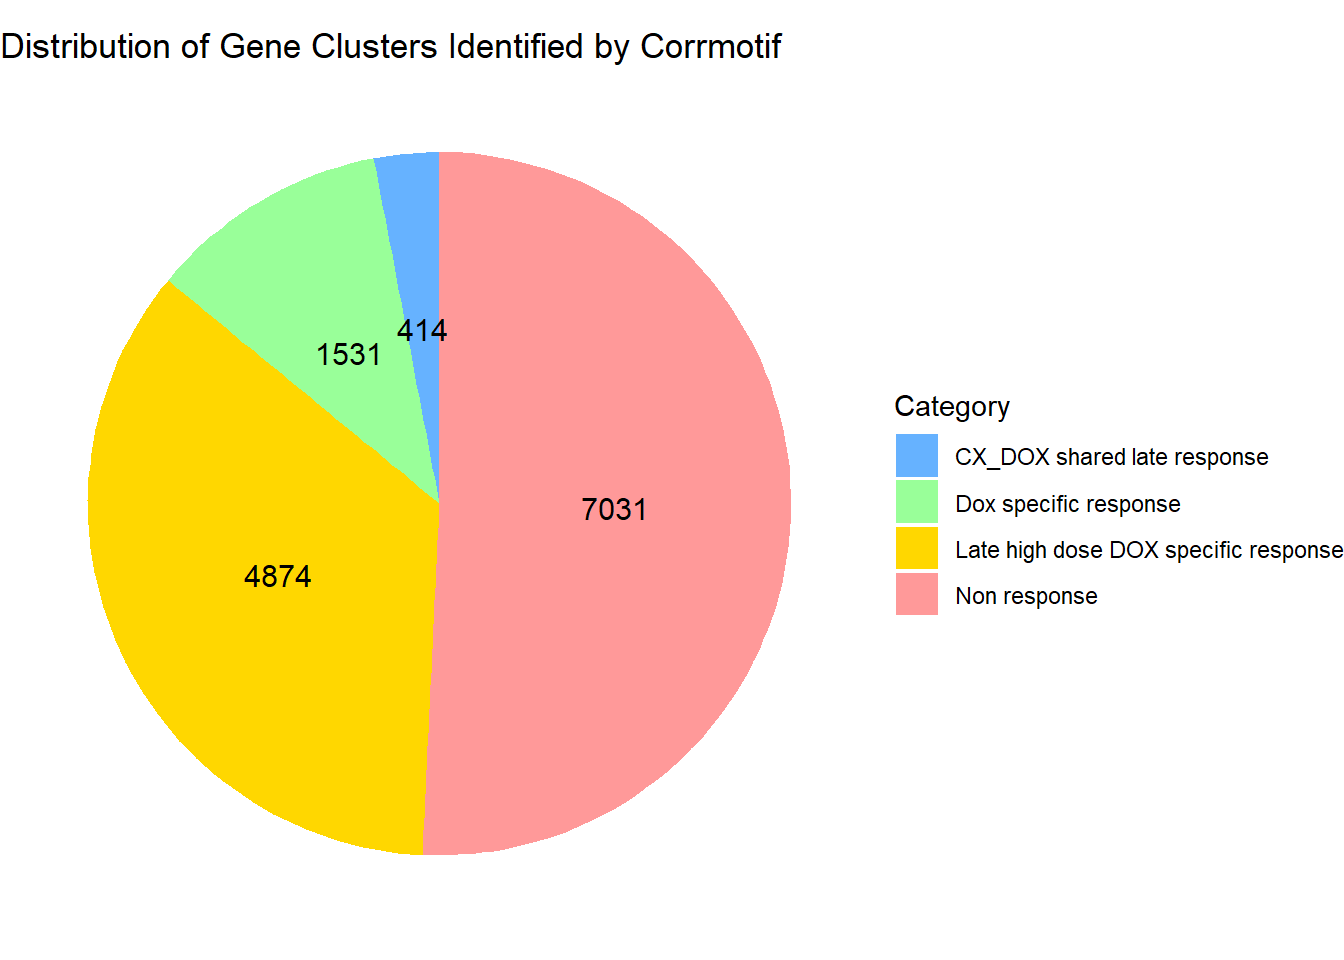 Distribution of Gene Clusters Identified by Corrmotif
414
1531
7031
4874
Category
CX_DOX shared late response
Dox specific response
Late high dose DOX specific response
Non response